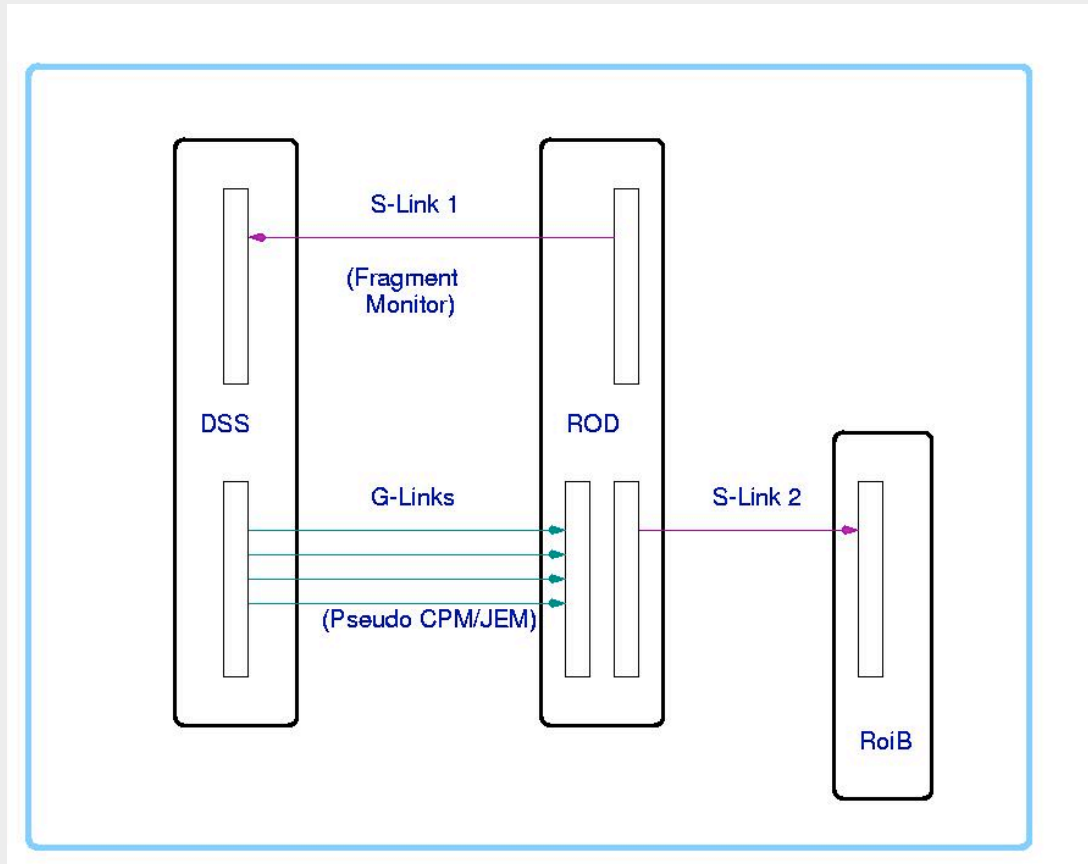 S-Link 1
(Fragment
Monitor)
DSS
ROD
G-Links
S-Link 2
(Pseudo CPM/JEM)
RoiB